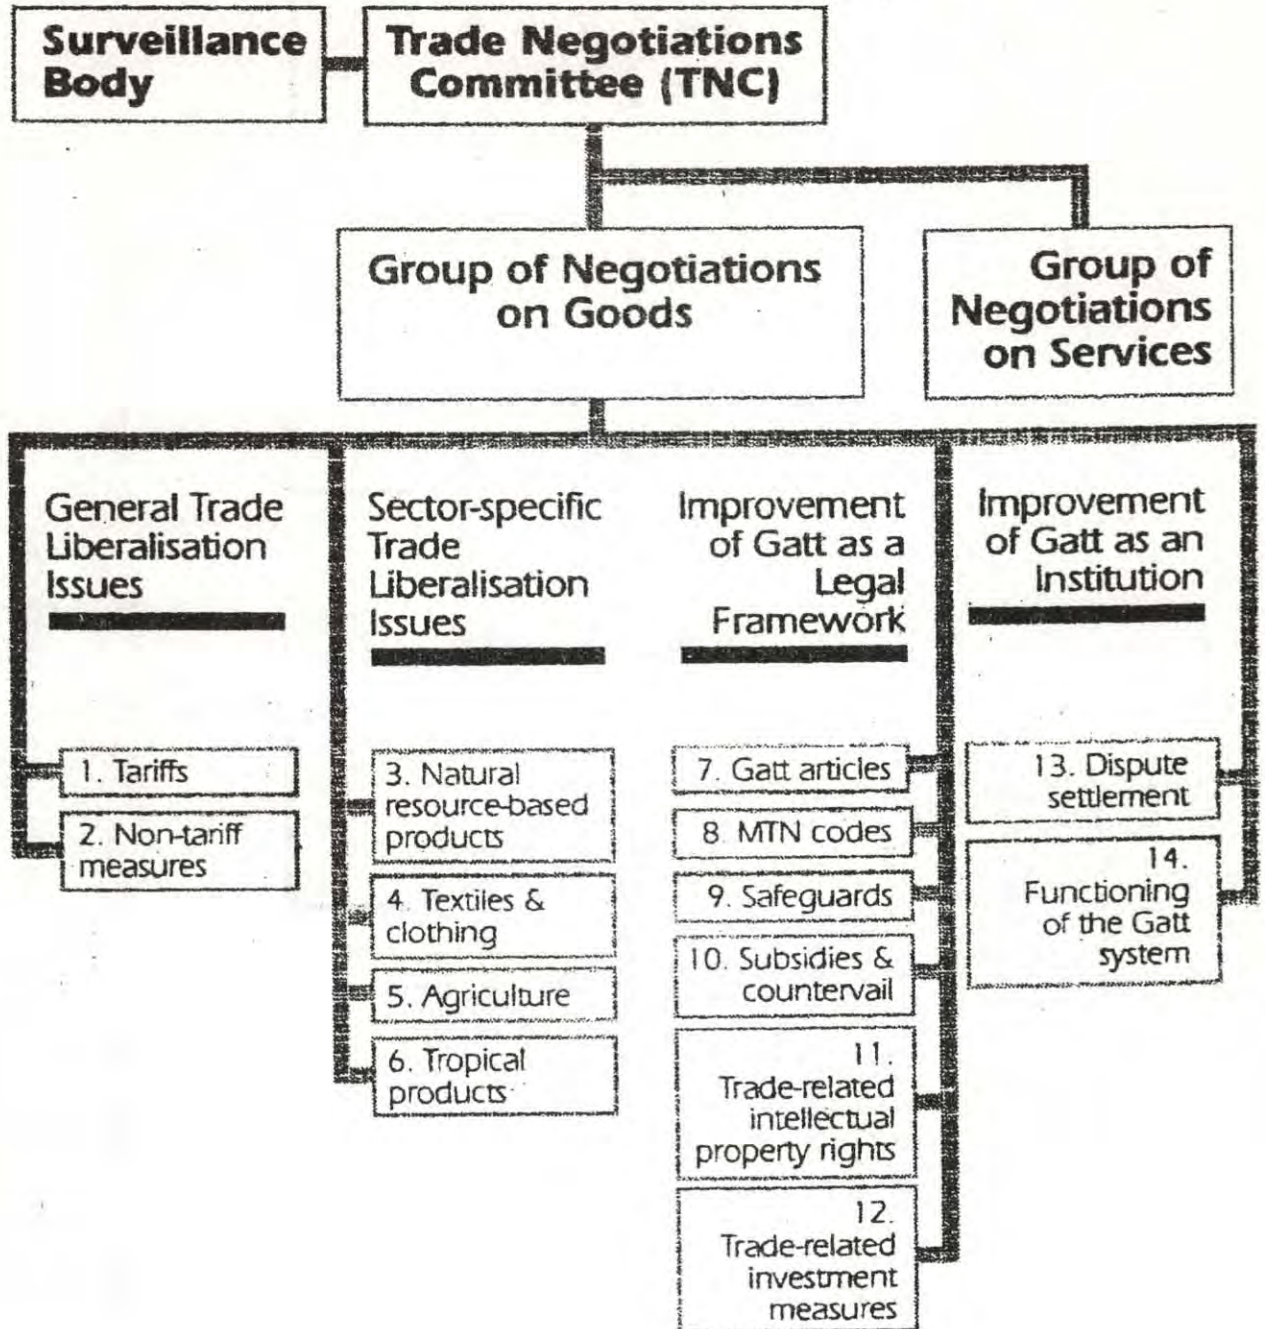 Surveillance
Body
Trade Negotiations
Committee (TNC)
Group of Negotiations
on Goods
Group of
Negotiations
on Services
General Trade
Liberalisation
Issues
Sector-specific
Trade
Liberalisation
Issues
Improvement
of Gatt as a
Legal
Framework
Improvement
of Gatt as an
Institution
1. Tariffs
2. Non-tariff
measures
3. Natural
resource-based
products
4. Textiles &
clothing
5. Agriculture
6. Tropical
products
7. Gatt articles
8. MTN codes
9. Safeguards
10. Subsidies &
countervail
11.
Trade-related
intellectual
property rights
12.
Trade-related
investment
measures
13. Dispute
settlement
14.
Functioning
of the Gatt
system